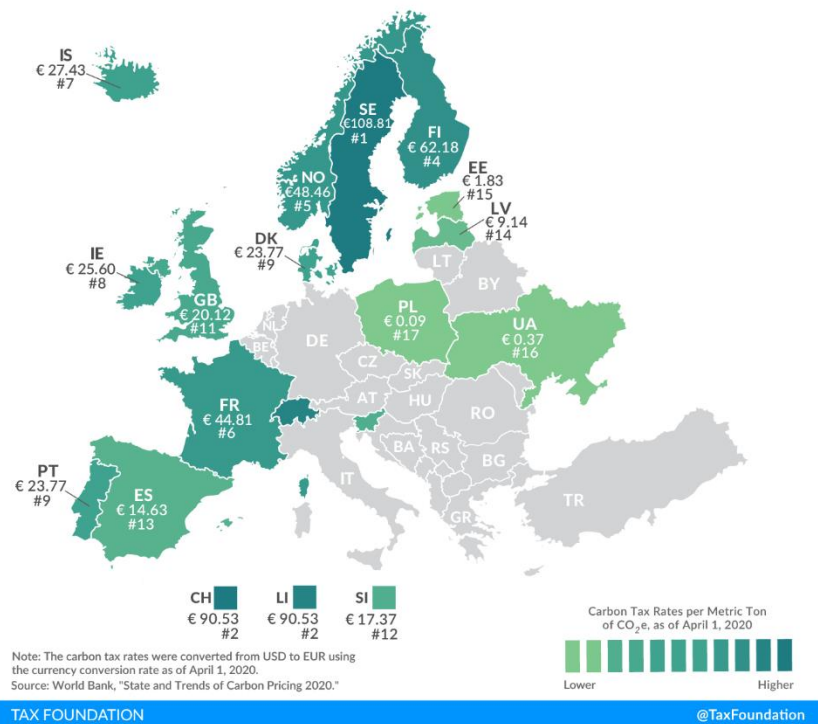 IS
€ 27.43
#7
SE
€108.81
#1
FI
€ 62.18
#4
NO
€48.46
#5
EE
€ 1.83
#15
LV
€ 9.14
#14
DK
€ 23.77
#9
LT
BY
IE
€ 25.60
#8
GB
€ 20.12
#11
NL
BE
DE
PL
€ 0.09
#17
UA
€ 0.37
#16
CZ
SK
AT
HU
RO
FR
€ 44.81
#6
BA
RS
BG
IT
GR
TR
PT
€ 23.77
#9
ES
€ 14.63
#13
CH
€ 90.53
#2
LI
€ 90.53
#2
SI
€ 17.37
#12
Carbon Tax Rates per Metric Ton
of CO₂e, as of April 1, 2020
Lower
Higher
Note: The carbon tax rates were converted from USD to EUR using
the currency conversion rate as of April 1, 2020.
Source: World Bank, "State and Trends of Carbon Pricing 2020."
TAX FOUNDATION
@TaxFoundation